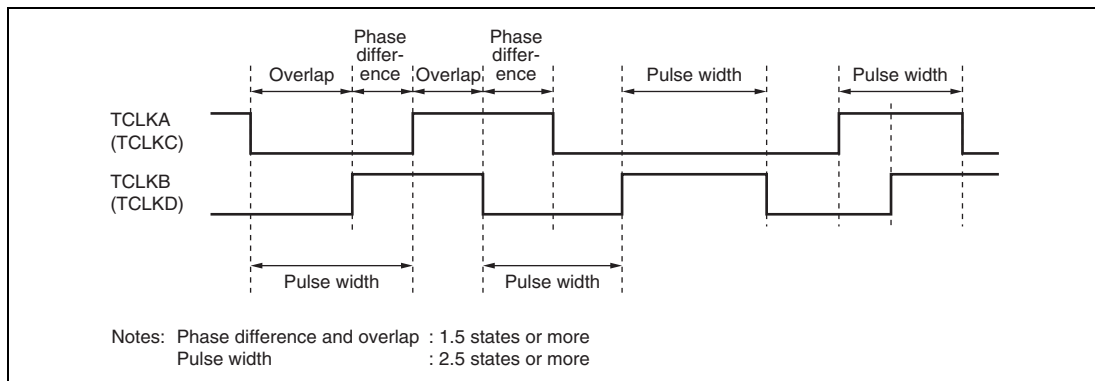 Phase
differ-
ence
Phase
differ-
ence
Overlap
Overlap
Pulse width
Pulse width
TCLKA
(TCLKC)
TCLKB
(TCLKD)
Pulse width
Pulse width
Notes: Phase difference and overlap : 1.5 states or more
Pulse width : 2.5 states or more